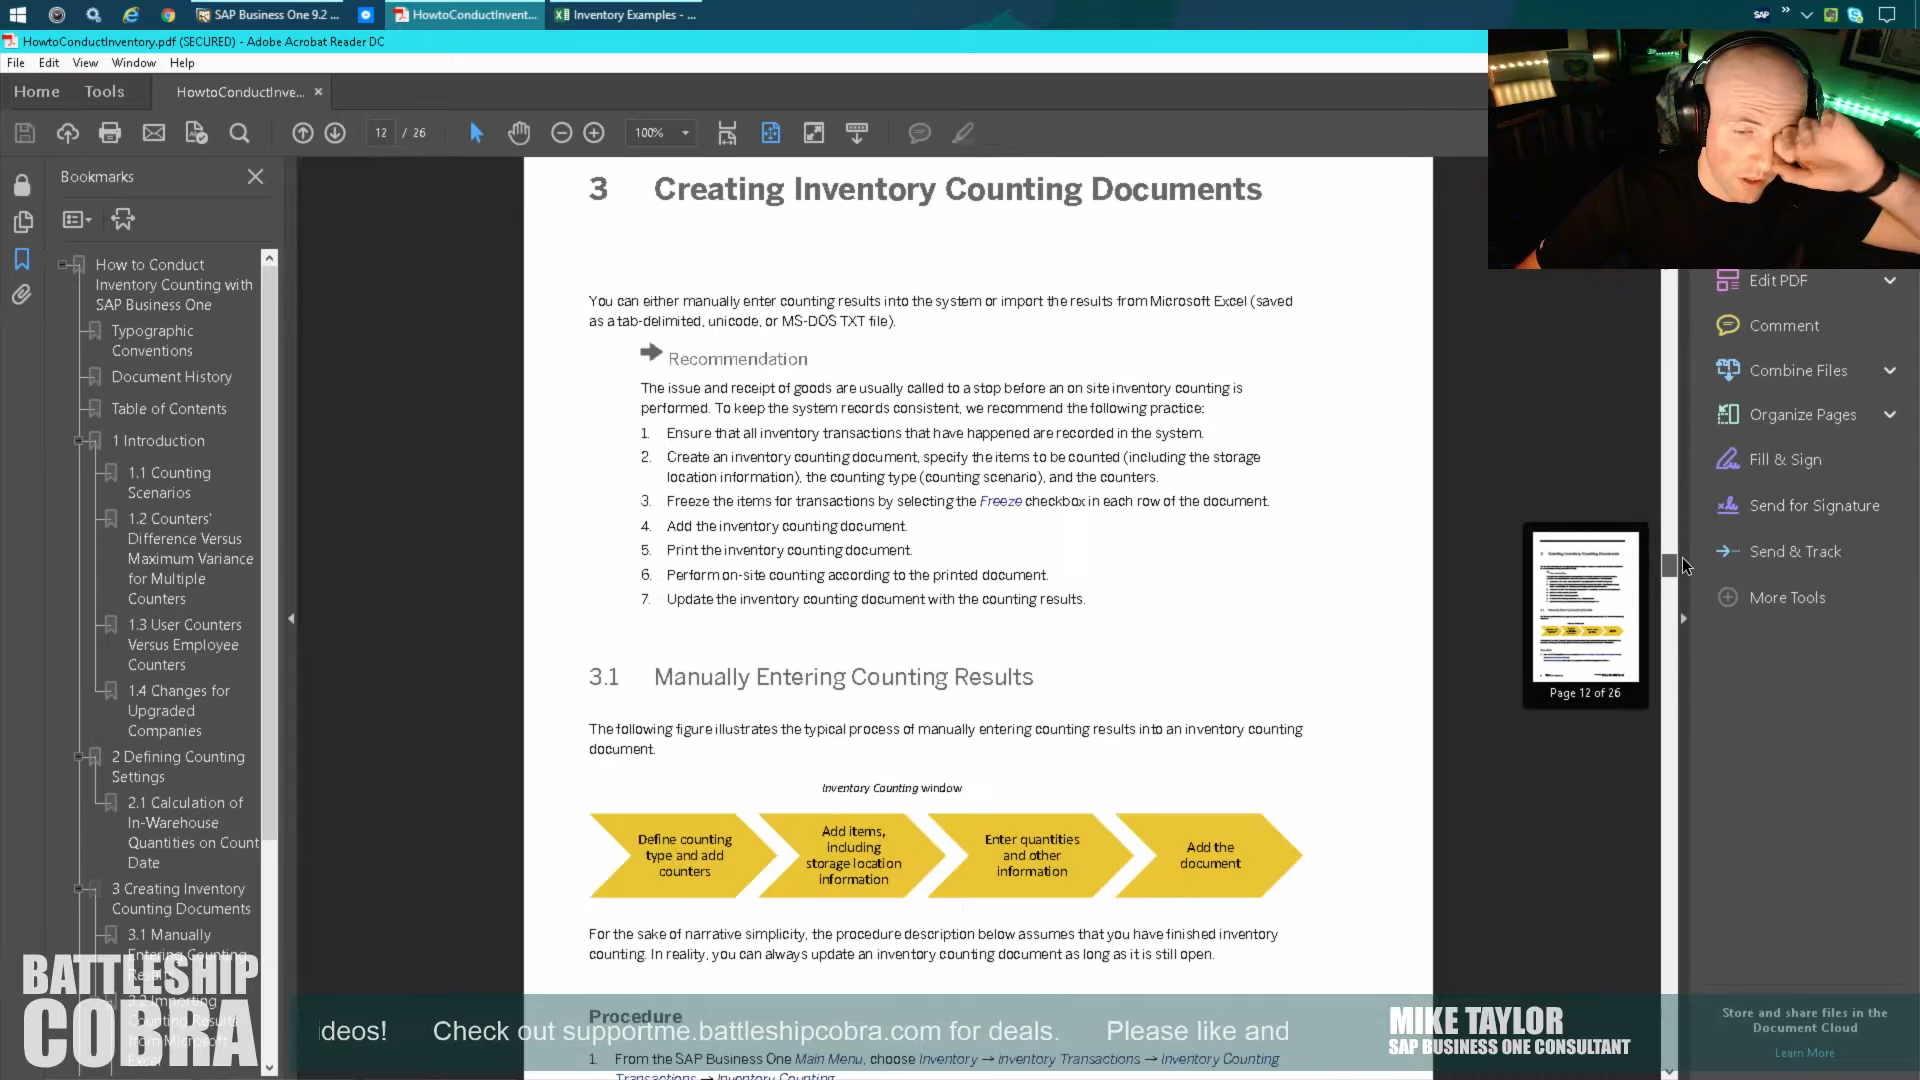 SAP Business One 9.2 ...
HowtoConductInvent...
Inventory Examples - ...
SAP
HowtoConductInventory.pdf (SECURED) - Adobe Acrobat Reader DC
File Edit View Window Help
Home Tools HowtoConductInve... ×
12 / 26 100%
Bookmarks
How to Conduct
Inventory Counting with
SAP Business One
Typographic
Conventions
Document History
Table of Contents
1 Introduction
1.1 Counting
Scenarios
1.2 Counters'
Difference Versus
Maximum Variance
for Multiple
Counters
1.3 User Counters
Versus Employee
Counters
1.4 Changes for
Upgraded
Companies
2 Defining Counting
Settings
2.1 Calculation of
In-Warehouse
Quantities on Count
Date
3 Creating Inventory
Counting Documents
3.1 Manually
Entering Counting
Results
3.2 Importing
Counting Results
from Microsoft
Excel
3 Creating Inventory Counting Documents
You can either manually enter counting results into the system or import the results from Microsoft Excel (saved
as a tab-delimited, unicode, or MS-DOS TXT file).
Recommendation
The issue and receipt of goods are usually called to a stop before an on site inventory counting is
performed. To keep the system records consistent, we recommend the following practice:
1. Ensure that all inventory transactions that have happened are recorded in the system.
2. Create an inventory counting document, specify the items to be counted (including the storage
location information), the counting type (counting scenario), and the counters.
3. Freeze the items for transactions by selecting the Freeze checkbox in each row of the document.
4. Add the inventory counting document.
5. Print the inventory counting document.
6. Perform on-site counting according to the printed document.
7. Update the inventory counting document with the counting results.
3.1 Manually Entering Counting Results
The following figure illustrates the typical process of manually entering counting results into an inventory counting
document.
Inventory Counting window
Define counting
type and add
counters
Add items,
including
storage location
information
Enter quantities
and other
information
Add the
document
For the sake of narrative simplicity, the procedure description below assumes that you have finished inventory
counting. In reality, you can always update an inventory counting document as long as it is still open.
Procedure
1. From the SAP Business One Main Menu, choose Inventory → Inventory Transactions → Inventory Counting
Transactions → Inventory Counting
Page 12 of 26
Edit PDF
Comment
Combine Files
Organize Pages
Fill & Sign
Send for Signature
Send & Track
More Tools
Store and share files in the
Document Cloud
Learn More
BATTLESHIP
COBRA
ideos! Check out supportme.battleshipcobra.com for deals. Please like and
MIKE TAYLOR
SAP BUSINESS ONE CONSULTANT